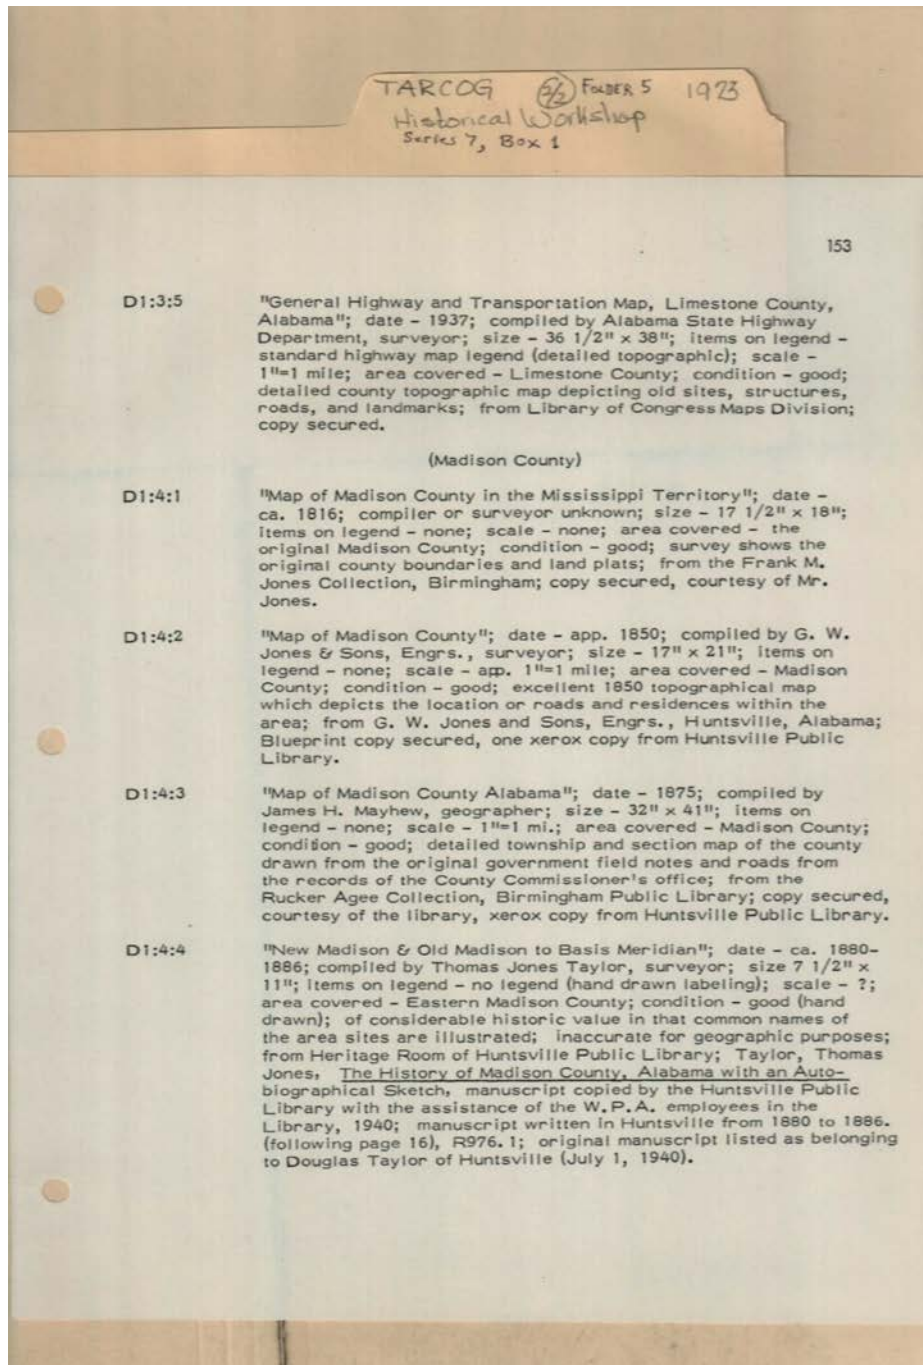 TARCOG 2/2 FOLDER 5 1973
Historical Workshop
Series 7, Box 1
153
D1:3:5 "General Highway and Transportation Map, Limestone County,
Alabama"; date - 1937; compiled by Alabama State Highway
Department, surveyor; size - 36 1/2" x 38"; items on legend -
standard highway map legend (detailed topographic); scale -
1"=1 mile; area covered - Limestone County; condition - good;
detailed county topographic map depicting old sites, structures,
roads, and landmarks; from Library of Congress Maps Division;
copy secured.
(Madison County)
D1:4:1 "Map of Madison County in the Mississippi Territory"; date -
ca. 1816; compiler or surveyor unknown; size - 17 1/2" x 18";
items on legend - none; scale - none; area covered - the
original Madison County; condition - good; survey shows the
original county boundaries and land plats; from the Frank M.
Jones Collection, Birmingham; copy secured, courtesy of Mr.
Jones.
D1:4:2 "Map of Madison County"; date - app. 1850; compiled by G. W.
Jones & Sons, Engrs., surveyor; size - 17" x 21"; items on
legend - none; scale - app. 1"=1 mile; area covered - Madison
County; condition - good; excellent 1850 topographical map
which depicts the location or roads and residences within the
area; from G. W. Jones and Sons, Engrs., Huntsville, Alabama;
Blueprint copy secured, one xerox copy from Huntsville Public
Library.
D1:4:3 "Map of Madison County Alabama"; date - 1875; compiled by
James H. Mayhew, geographer; size - 32" x 41"; items on
legend - none; scale - 1"=1 mi.; area covered - Madison County;
condition - good; detailed township and section map of the county
drawn from the original government field notes and roads from
the records of the County Commissioner's office; from the
Rucker Agee Collection, Birmingham Public Library; copy secured,
courtesy of the library, xerox copy from Huntsville Public Library.
D1:4:4 "New Madison & Old Madison to Basis Meridian"; date - ca. 1880-
1886; compiled by Thomas Jones Taylor, surveyor; size 7 1/2" x
11"; items on legend - no legend (hand drawn labeling); scale - ?;
area covered - Eastern Madison County; condition - good (hand
drawn); of considerable historic value in that common names of
the area sites are illustrated; inaccurate for geographic purposes;
from Heritage Room of Huntsville Public Library; Taylor, Thomas
Jones, The History of Madison County, Alabama with an Auto-
biographical Sketch, manuscript copied by the Huntsville Public
Library with the assistance of the W.P.A. employees in the
Library, 1940; manuscript written in Huntsville from 1880 to 1886.
(following page 16), R976.1; original manuscript listed as belonging
to Douglas Taylor of Huntsville (July 1, 1940).